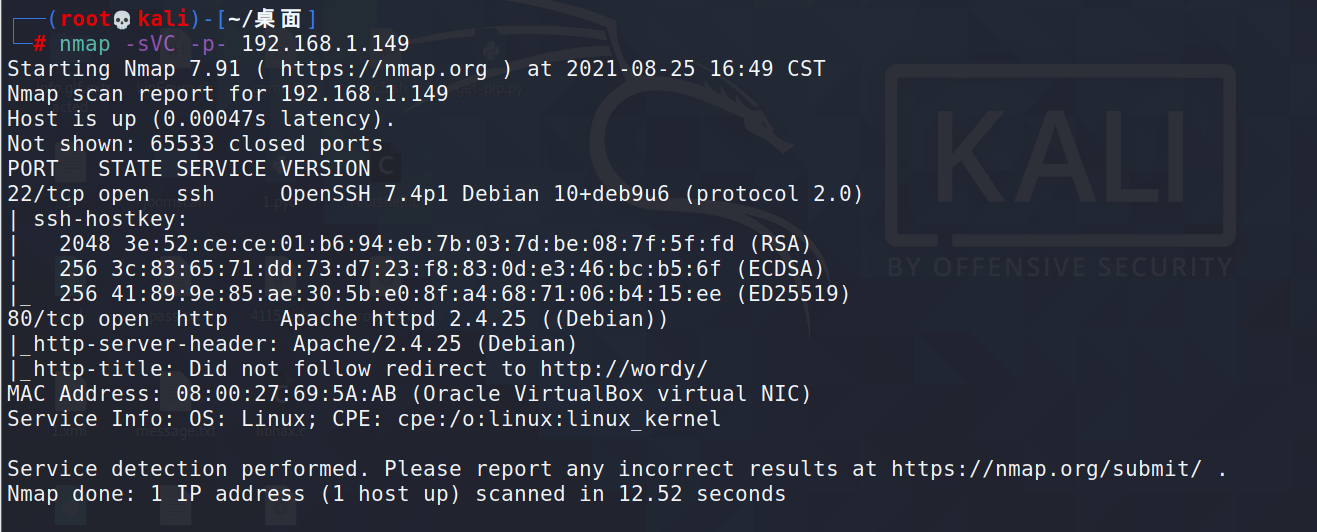 ┌──(root💀kali)-[~/桌面]
└─# nmap -sVC -p- 192.168.1.149
Starting Nmap 7.91 ( https://nmap.org ) at 2021-08-25 16:49 CST
Nmap scan report for 192.168.1.149
Host is up (0.00047s latency).
Not shown: 65533 closed ports
PORT   STATE SERVICE VERSION
22/tcp open  ssh     OpenSSH 7.4p1 Debian 10+deb9u6 (protocol 2.0)
| ssh-hostkey:
|   2048 3e:52:ce:ce:01:b6:94:eb:7b:03:7d:be:08:7f:5f:fd (RSA)
|   256 3c:83:65:71:dd:73:d7:23:f8:83:0d:e3:46:bc:b5:6f (ECDSA)
|_  256 41:89:9e:85:ae:30:5b:e0:8f:a4:68:71:06:b4:15:ee (ED25519)
80/tcp open  http    Apache httpd 2.4.25 ((Debian))
|_http-server-header: Apache/2.4.25 (Debian)
|_http-title: Did not follow redirect to http://wordy/
MAC Address: 08:00:27:69:5A:AB (Oracle VirtualBox virtual NIC)
Service Info: OS: Linux; CPE: cpe:/o:linux:linux_kernel
Service detection performed. Please report any incorrect results at https://nmap.org/submit/ .
Nmap done: 1 IP address (1 host up) scanned in 12.52 seconds
KALI
BY OFFENSIVE SECURITY